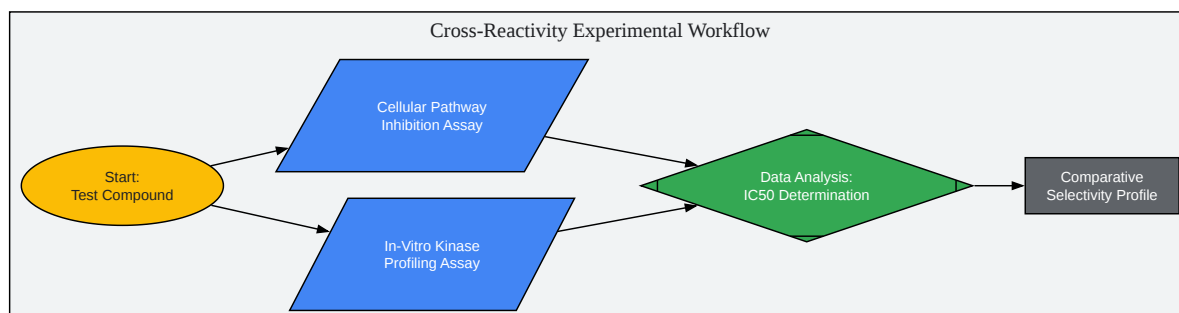 Cross-Reactivity Experimental Workflow
Cellular Pathway
Inhibition Assay
Start:
Test Compound
In-Vitro Kinase
Profiling Assay
Data Analysis:
IC50 Determination
Comparative
Selectivity Profile